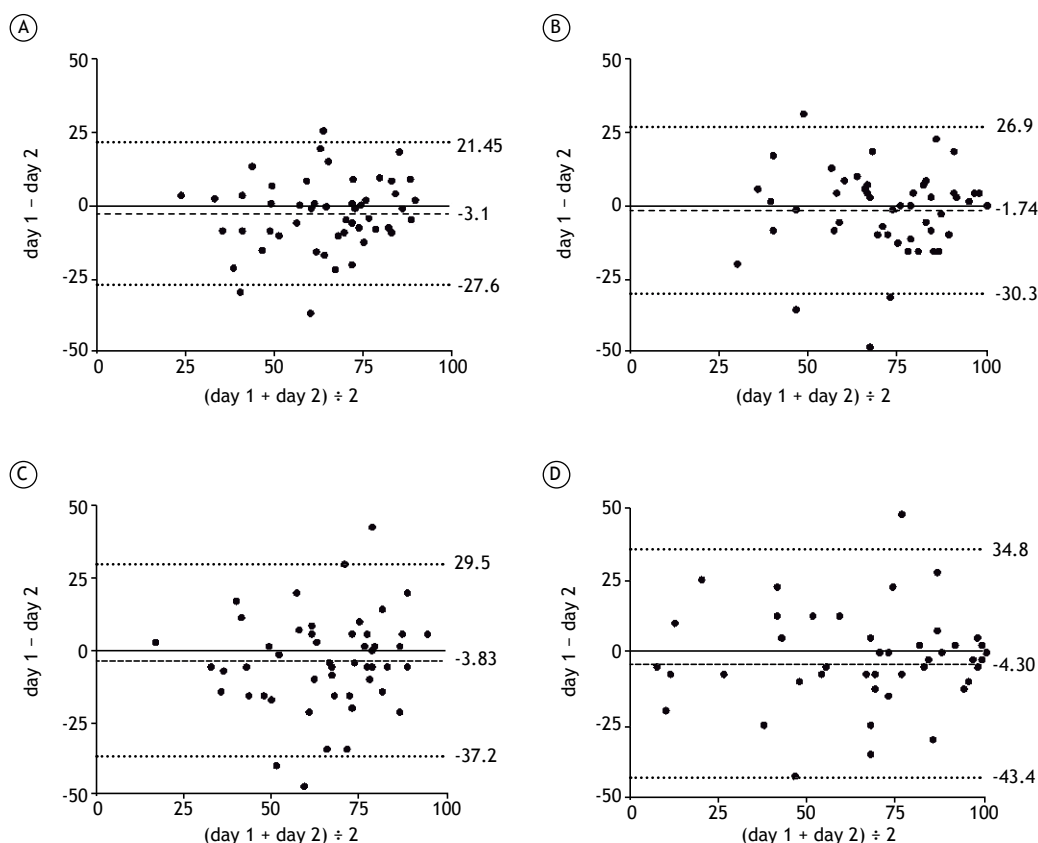 A
50
25
0
-25
-50
day 1 – day 2
21.45
-3.1
-27.6
0 25 50 75 100
(day 1 + day 2) ÷ 2
B
50
25
0
-25
-50
day 1 – day 2
26.9
-1.74
-30.3
0 25 50 75 100
(day 1 + day 2) ÷ 2
C
50
25
0
-25
-50
day 1 – day 2
29.5
-3.83
-37.2
0 25 50 75 100
(day 1 + day 2) ÷ 2
D
50
25
0
-25
-50
day 1 – day 2
34.8
-4.30
-43.4
0 25 50 75 100
(day 1 + day 2) ÷ 2